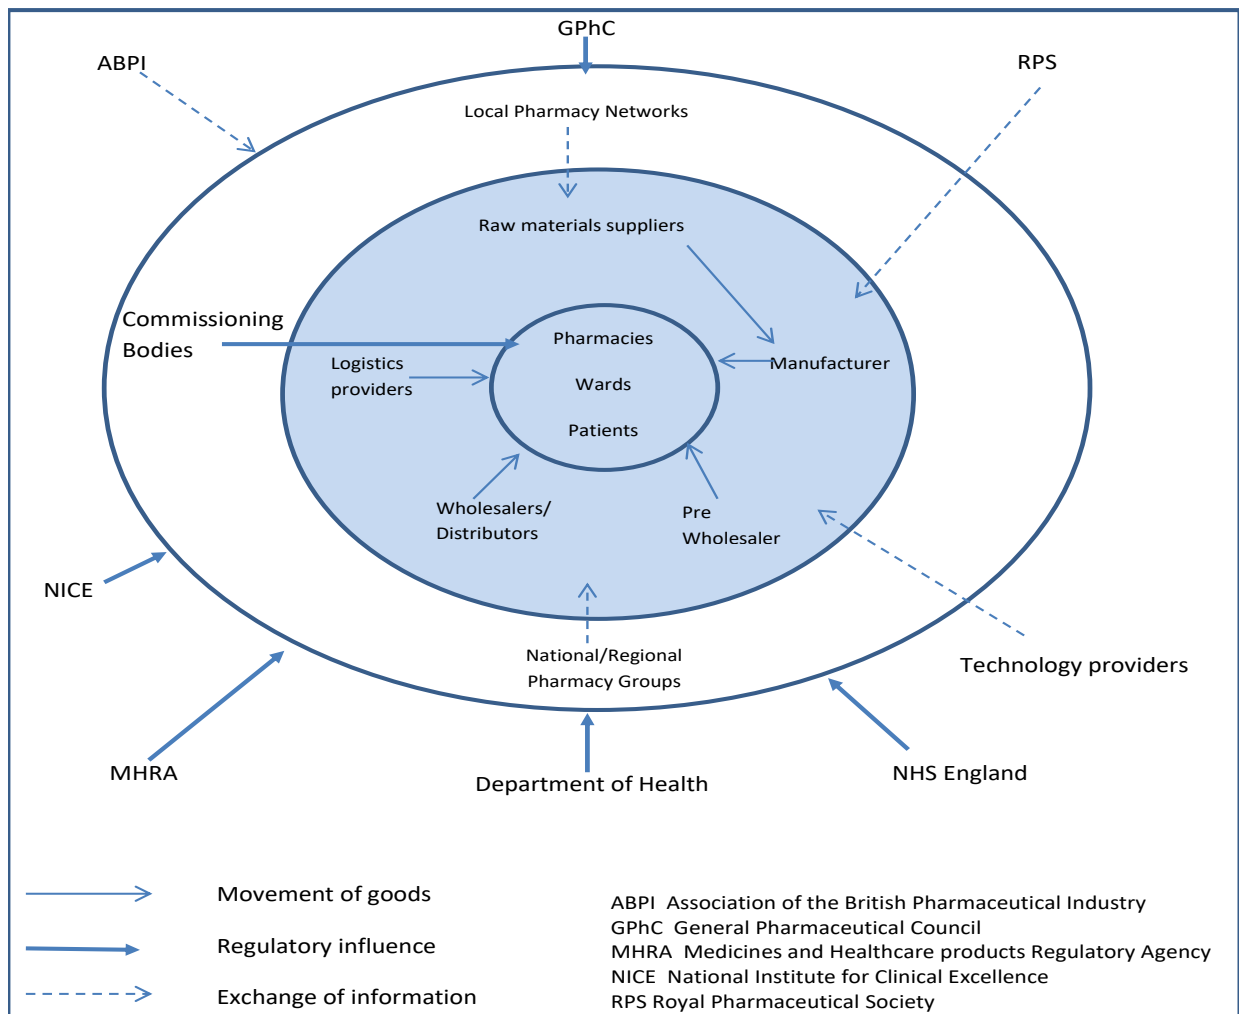 GPhC
ABPI
RPS
Local Pharmacy Networks
Raw materials suppliers
Commissioning
Bodies
Pharmacies
Logistics
providers
Manufacturer
Wards
Patients
Wholesalers/
Distributors
Pre
Wholesaler
NICE
National/Regional
Pharmacy Groups
Technology providers
MHRA
Department of Health
NHS England
Movement of goods
Regulatory influence
Exchange of information
ABPI Association of the British Pharmaceutical Industry
GPhC General Pharmaceutical Council
MHRA Medicines and Healthcare products Regulatory Agency
NICE National Institute for Clinical Excellence
RPS Royal Pharmaceutical Society